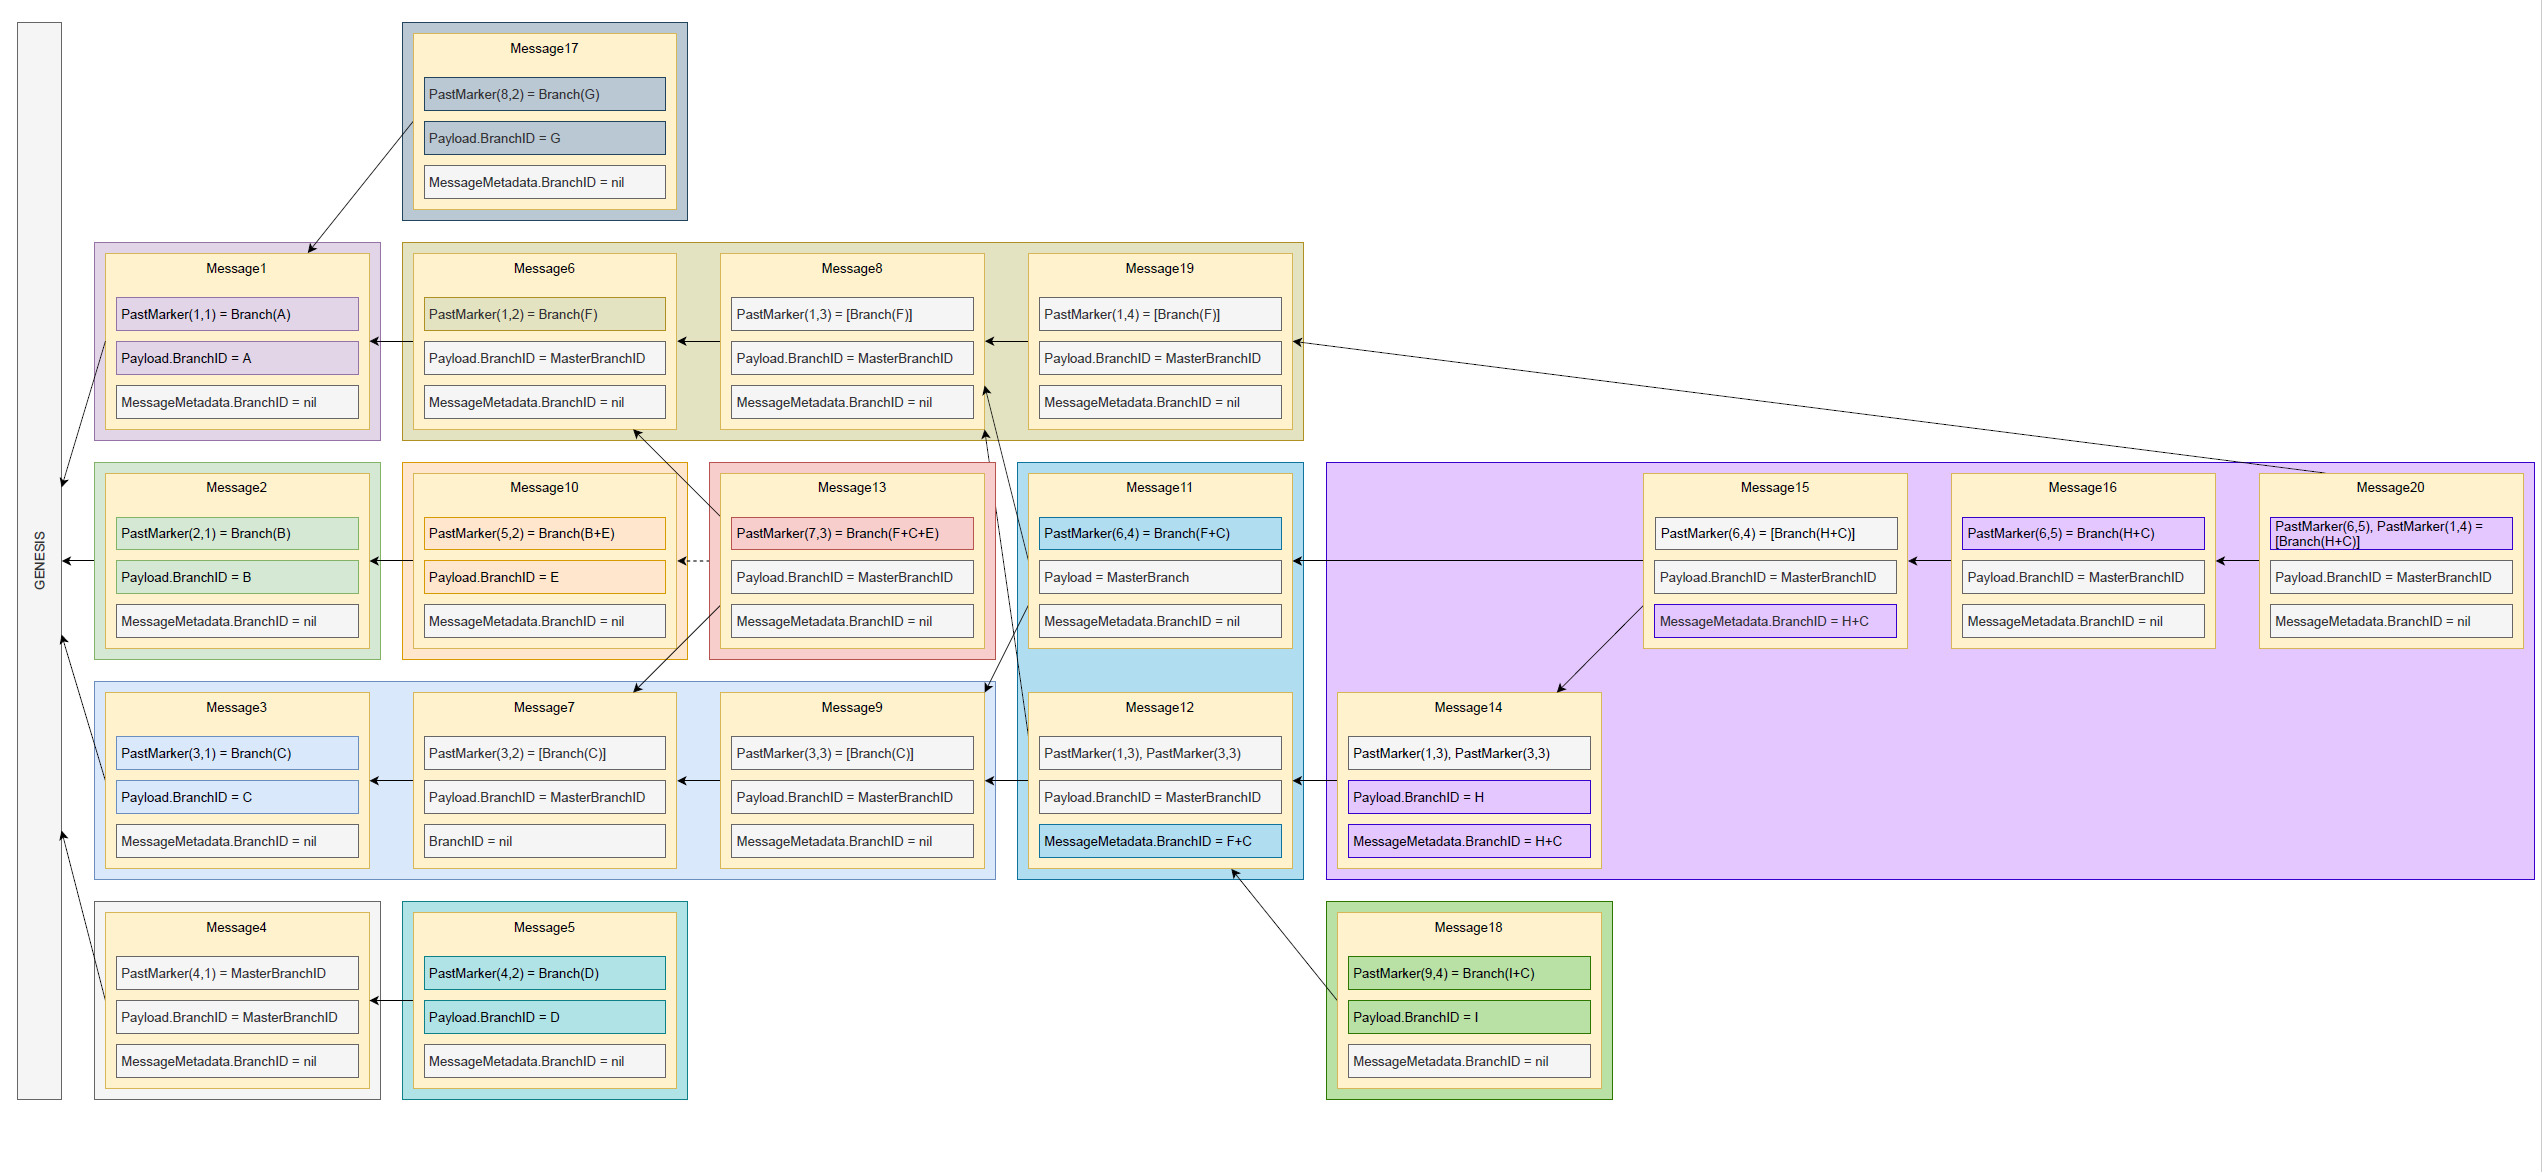 GENESIS
Message17
PastMarker(8,2) = Branch(G)
Payload.BranchID = G
MessageMetadata.BranchID = nil
Message1
PastMarker(1,1) = Branch(A)
Payload.BranchID = A
MessageMetadata.BranchID = nil
Message6
PastMarker(1,2) = Branch(F)
Payload.BranchID = MasterBranchID
MessageMetadata.BranchID = nil
Message8
PastMarker(1,3) = [Branch(F)]
Payload.BranchID = MasterBranchID
MessageMetadata.BranchID = nil
Message19
PastMarker(1,4) = [Branch(F)]
Payload.BranchID = MasterBranchID
MessageMetadata.BranchID = nil
Message2
PastMarker(2,1) = Branch(B)
Payload.BranchID = B
MessageMetadata.BranchID = nil
Message10
PastMarker(5,2) = Branch(B+E)
Payload.BranchID = E
MessageMetadata.BranchID = nil
Message13
PastMarker(7,3) = Branch(F+C+E)
Payload.BranchID = MasterBranchID
MessageMetadata.BranchID = nil
Message11
PastMarker(6,4) = Branch(F+C)
Payload = MasterBranch
MessageMetadata.BranchID = nil
Message15
PastMarker(6,4) = [Branch(H+C)]
Payload.BranchID = MasterBranchID
MessageMetadata.BranchID = H+C
Message16
PastMarker(6,5) = Branch(H+C)
Payload.BranchID = MasterBranchID
MessageMetadata.BranchID = nil
Message20
PastMarker(6,5), PastMarker(1,4) =
[Branch(H+C)]
Payload.BranchID = MasterBranchID
MessageMetadata.BranchID = nil
Message3
PastMarker(3,1) = Branch(C)
Payload.BranchID = C
MessageMetadata.BranchID = nil
Message7
PastMarker(3,2) = [Branch(C)]
Payload.BranchID = MasterBranchID
BranchID = nil
Message9
PastMarker(3,3) = [Branch(C)]
Payload.BranchID = MasterBranchID
MessageMetadata.BranchID = nil
Message12
PastMarker(1,3), PastMarker(3,3)
Payload.BranchID = MasterBranchID
MessageMetadata.BranchID = F+C
Message14
PastMarker(1,3), PastMarker(3,3)
Payload.BranchID = H
MessageMetadata.BranchID = H+C
Message4
PastMarker(4,1) = MasterBranchID
Payload.BranchID = MasterBranchID
MessageMetadata.BranchID = nil
Message5
PastMarker(4,2) = Branch(D)
Payload.BranchID = D
MessageMetadata.BranchID = nil
Message18
PastMarker(9,4) = Branch(I+C)
Payload.BranchID = I
MessageMetadata.BranchID = nil